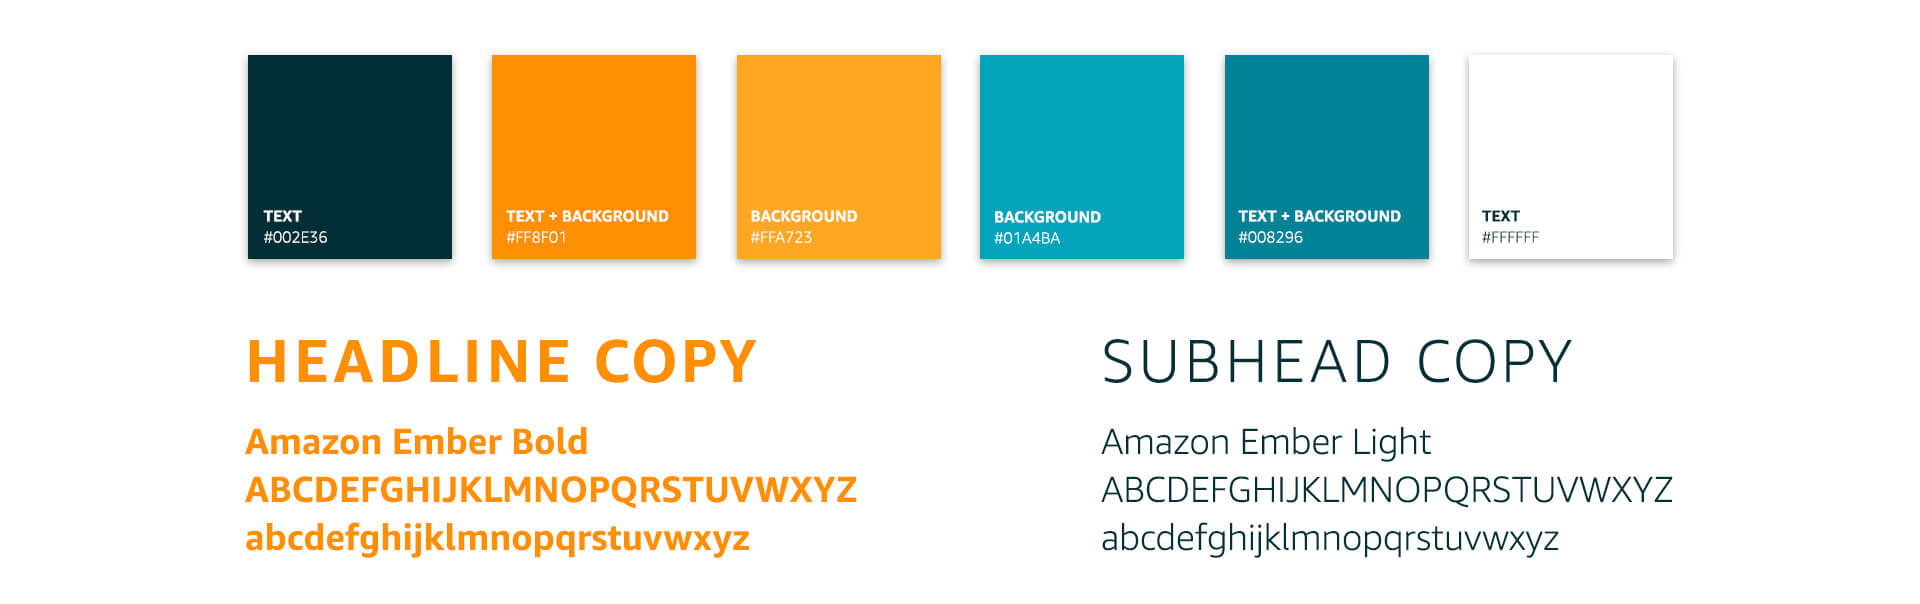 TEXT
#002E36
TEXT + BACKGROUND
#FF8F01
BACKGROUND
#FFA723
BACKGROUND
#01A4BA
TEXT + BACKGROUND
#008296
TEXT
#FFFFFF
HEADLINE COPY
Amazon Ember Bold
ABCDEFGHIJKLMNOPQRSTUVWXYZ
abcdefghijklmnopqrstuvwxyz
SUBHEAD COPY
Amazon Ember Light
ABCDEFGHIJKLMNOPQRSTUVWXYZ
abcdefghijklmnopqrstuvwxyz